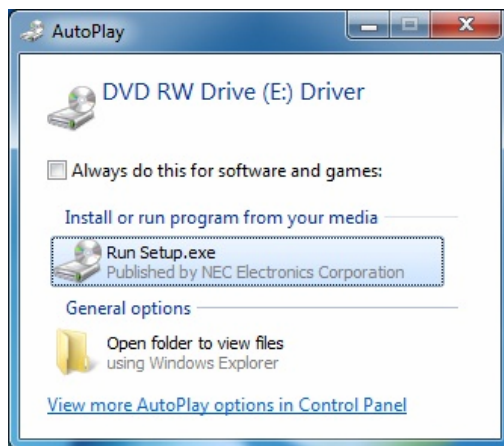 AutoPlay
DVD RW Drive (E:) Driver
Always do this for software and games:
Install or run program from your media
Run Setup.exe
Published by NEC Electronics Corporation
General options
Open folder to view files
using Windows Explorer
View more AutoPlay options in Control Panel